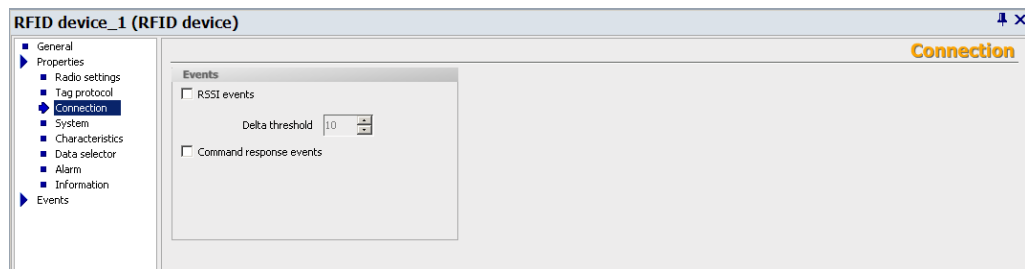 RFID device_1 (RFID device)
General
Properties
Radio settings
Tag protocol
Connection
System
Characteristics
Data selector
Alarm
Information
Events
Connection
Events
RSSI events
Delta threshold 10
Command response events